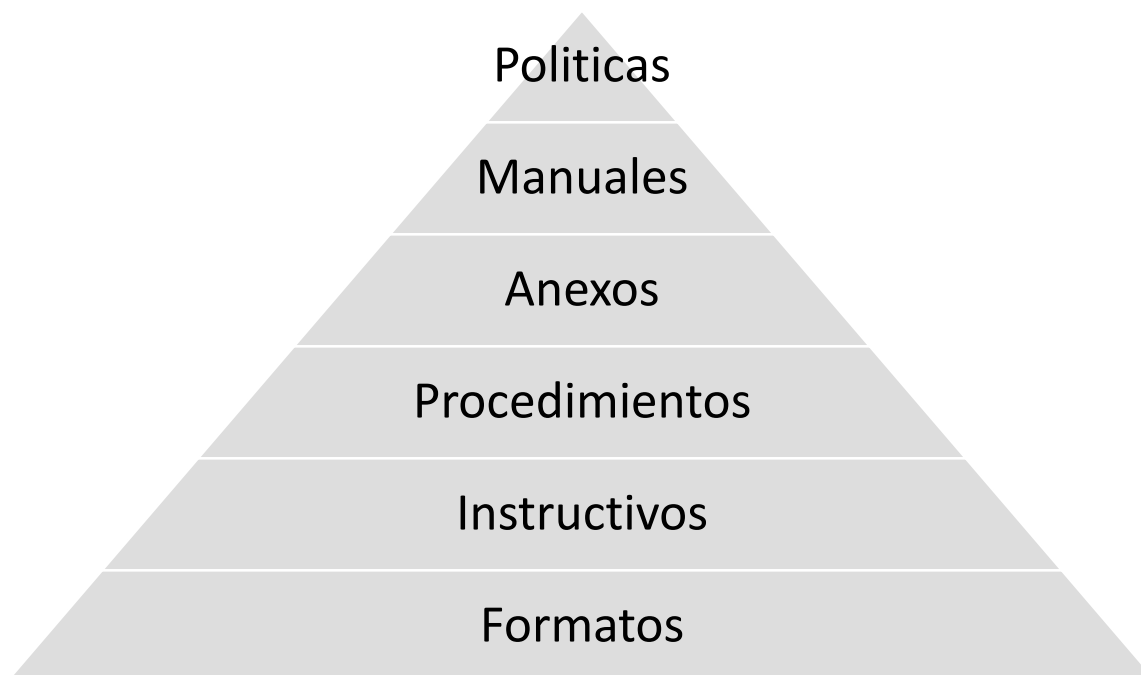 Politicas
Manuales
Anexos
Procedimientos
Instructivos
Formatos